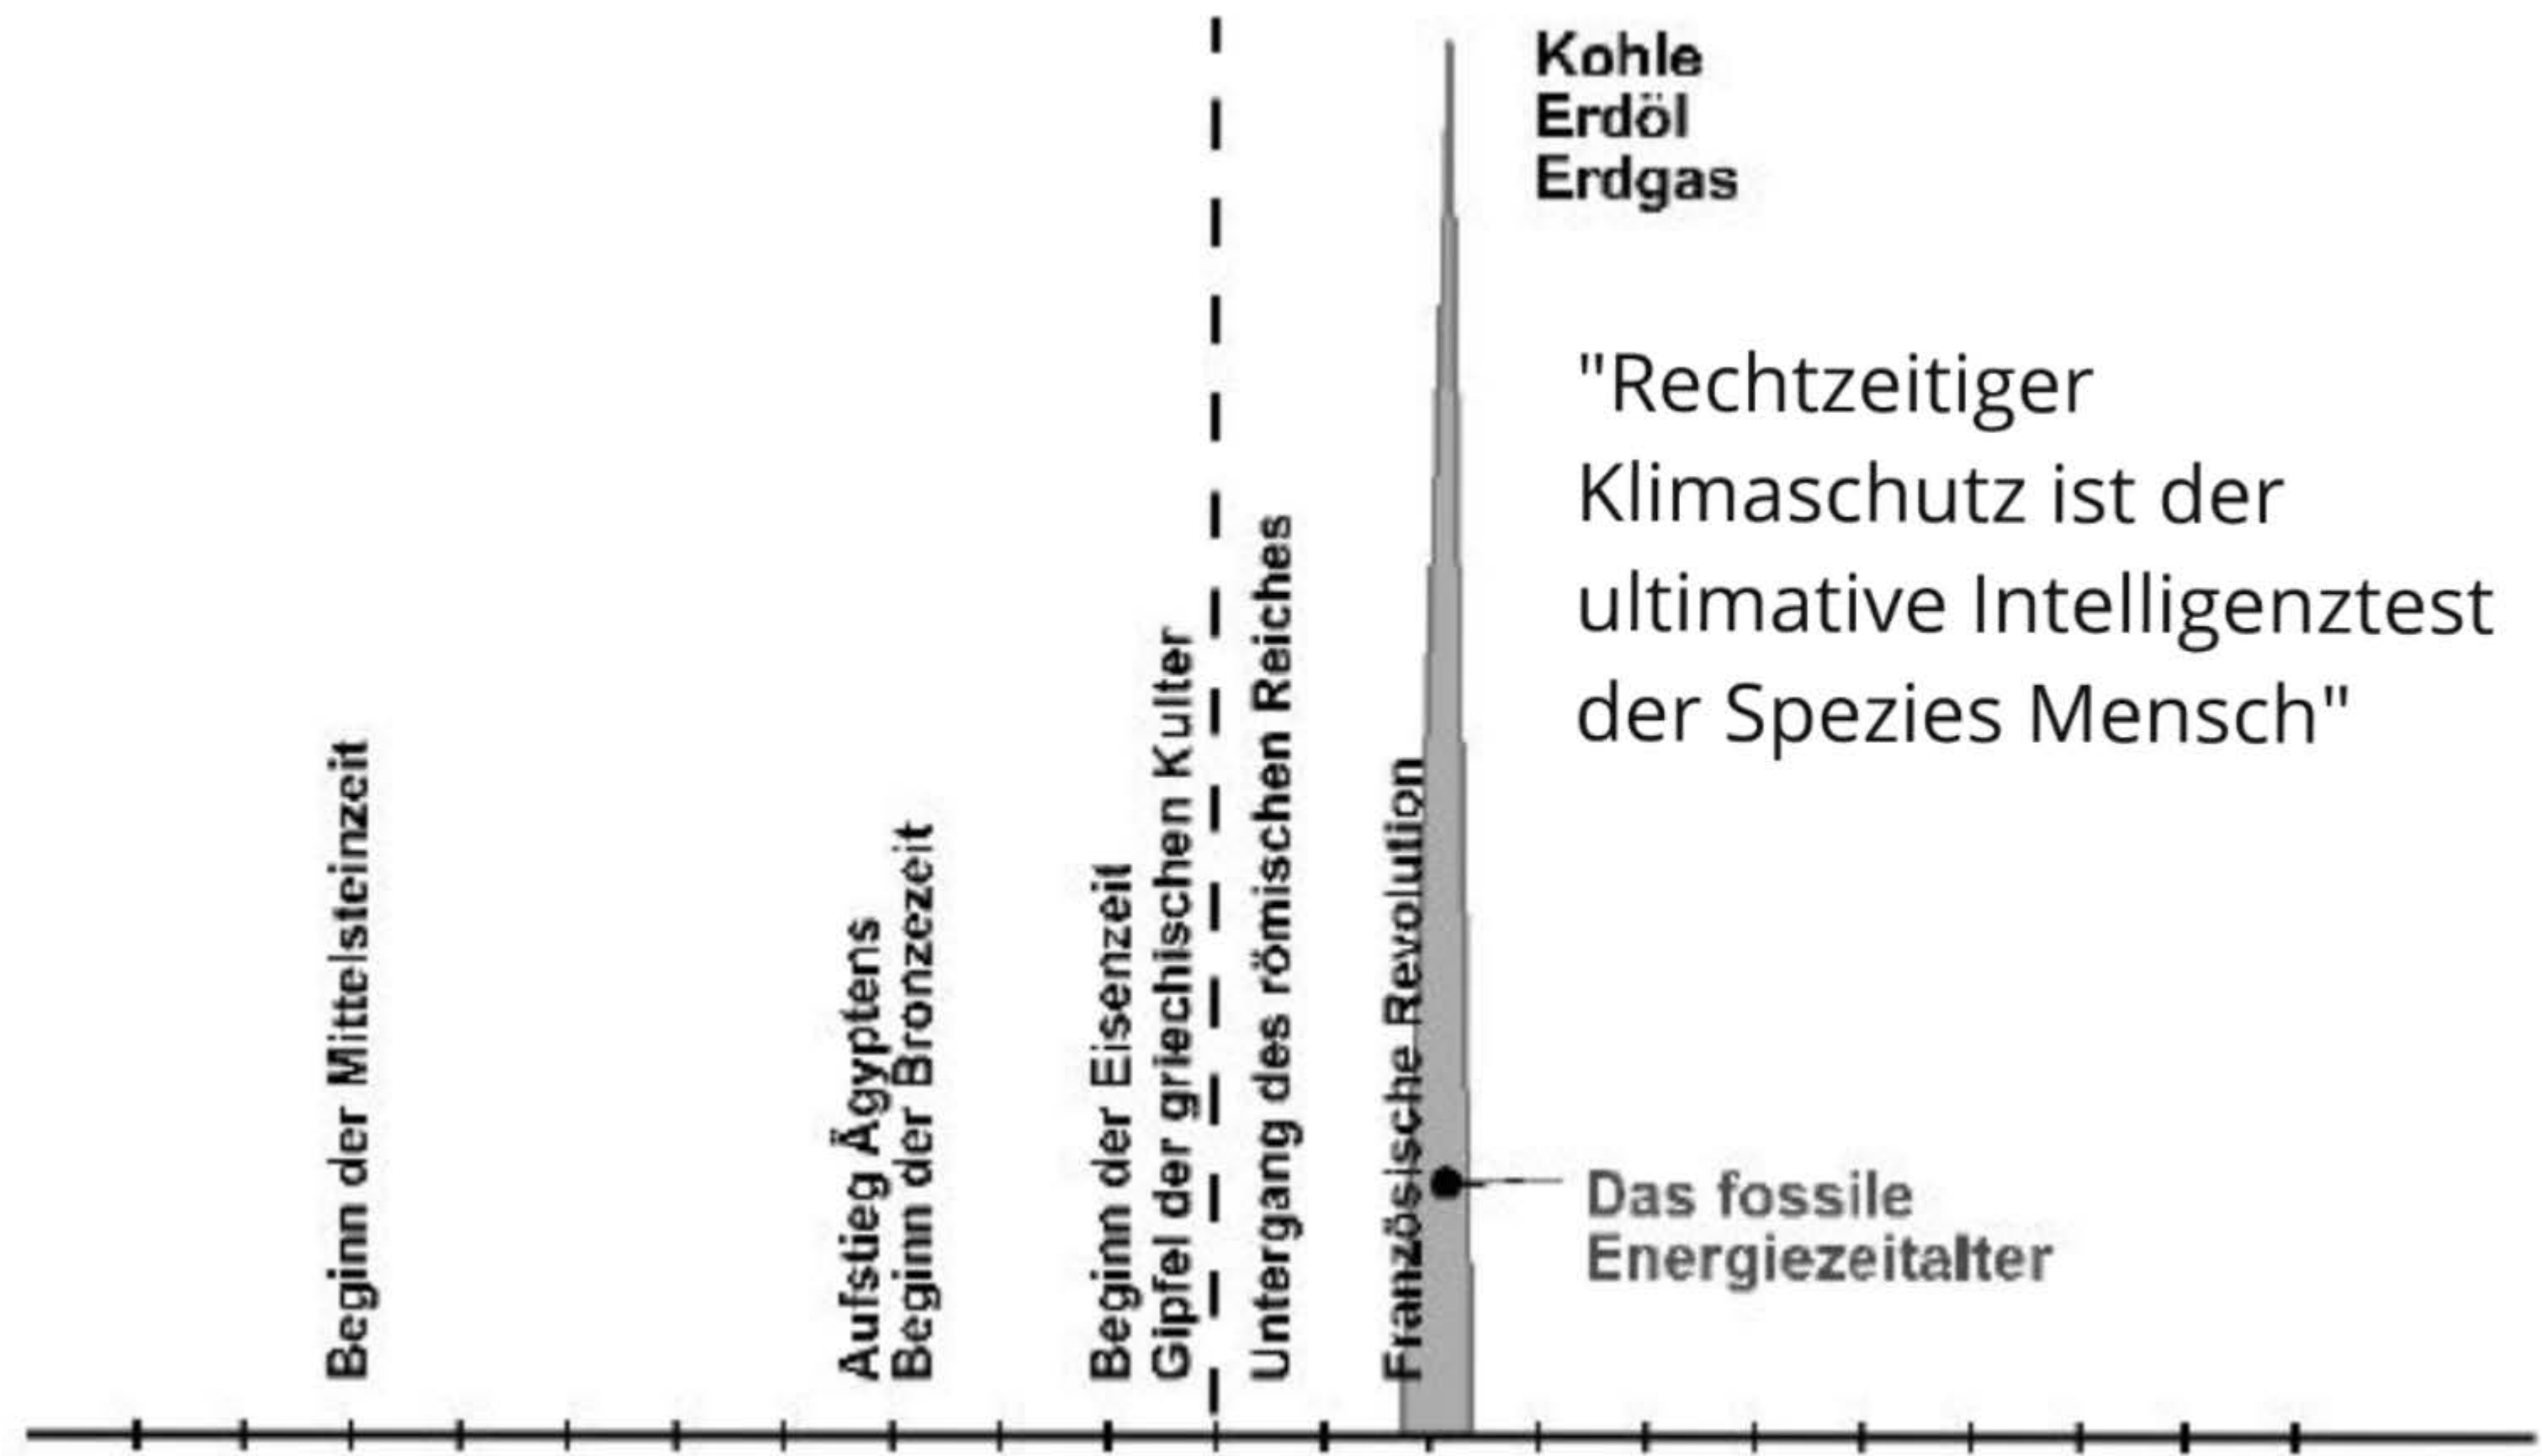 Kohle
Erdöl
Erdgas
"Rechtzeitiger
Klimaschutz ist der
ultimative Intelligenztest
der Spezies Mensch"
Beginn der Mittelsteinzeit
Aufstieg Ägyptens
Beginn der Bronzezeit
Beginn der Eisenzeit
Gipfel der griechischen Kulter
Untergang des römischen Reiches
Französische Revolution
Das fossile
Energiezeitalter